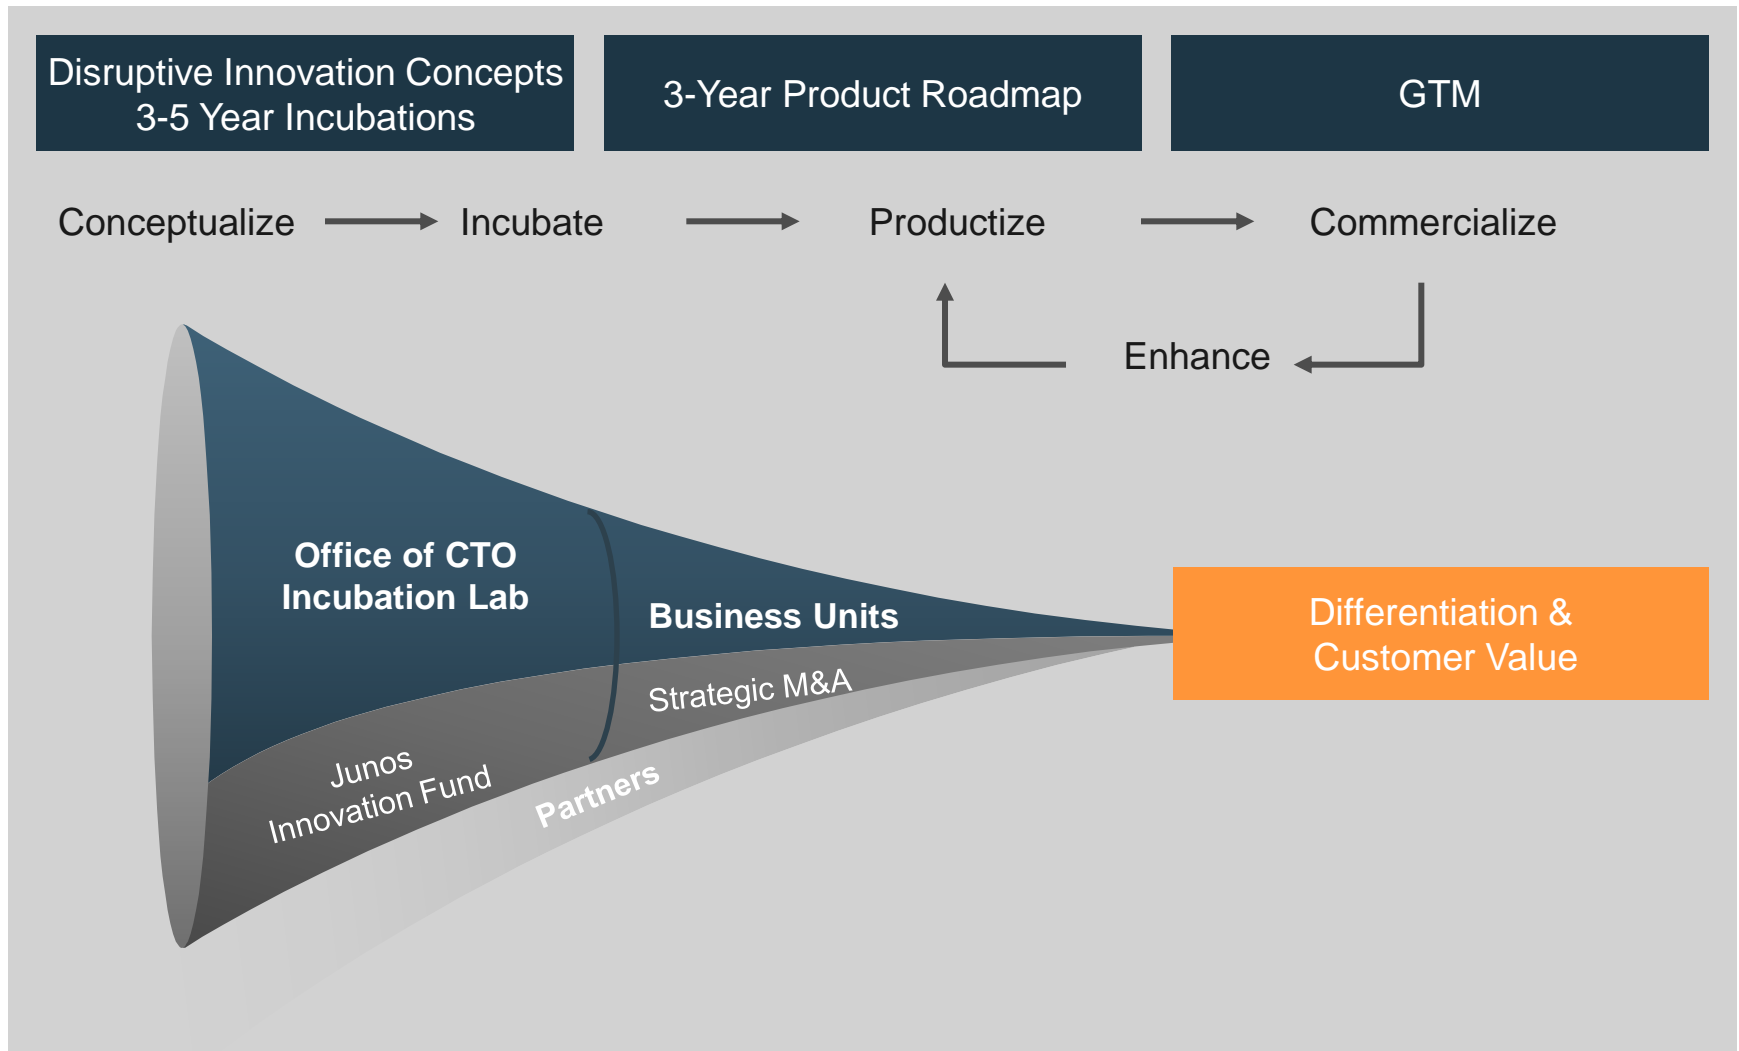 Disruptive Innovation Concepts
3-5 Year Incubations
3-Year Product Roadmap
GTM
Conceptualize
Incubate
Productize
Commercialize
Enhance
Office of CTO
Incubation Lab
Business Units
Strategic M&A
Junos
Innovation Fund
Partners
Differentiation &
Customer Value